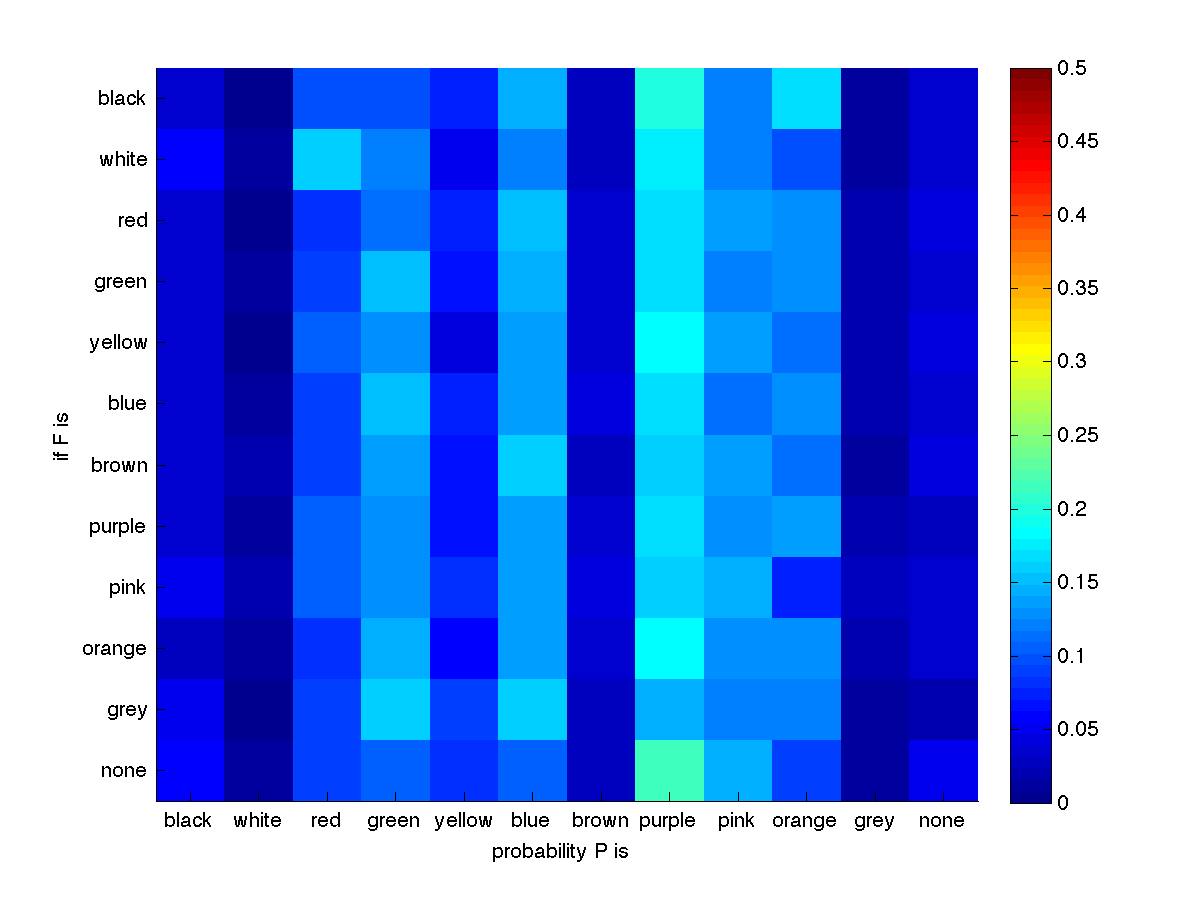 black
white
red
green
yellow
blue
brown
purple
pink
orange
grey
none
if F is
black white red green yellow blue brown purple pink orange grey none
probability P is
0.5
0.45
0.4
0.35
0.3
0.25
0.2
0.15
0.1
0.05
0